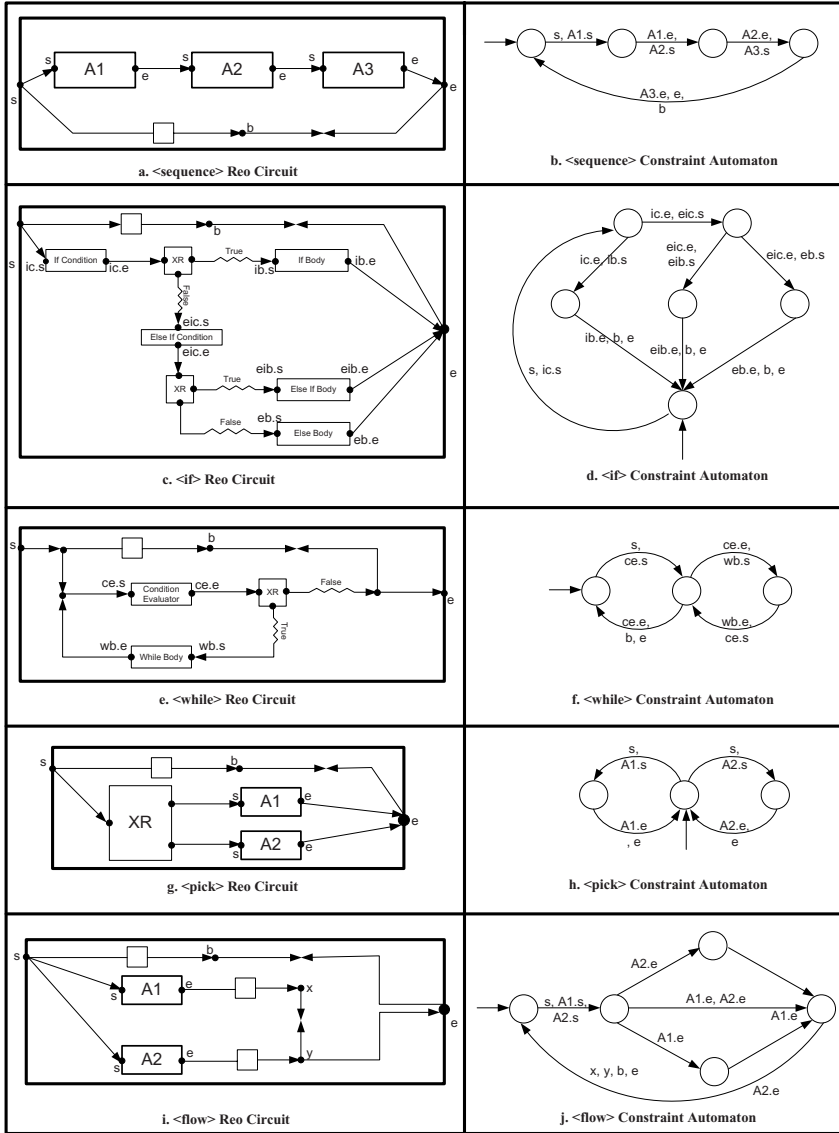 s
s A1 e
s A2 e
s A3 e
e
b
a. <sequence> Reo Circuit
s, A1.s
A1.e,
A2.s
A2.e,
A3.s
A3.e, e,
b
b. <sequence> Constraint Automaton
s
b
ic.s
If Condition
ic.e
XR
True
ib.s
If Body
ib.e
False
eic.s
Else If Condition
eic.e
XR
True
eib.s
Else If Body
eib.e
False
eb.s
Else Body
eb.e
e
c. <if> Reo Circuit
ic.e, eic.s
ic.e, ib.s
eic.e,
eib.s
eic.e, eb.s
ib.e, b, e
eib.e, b, e
eb.e, b, e
s, ic.s
d. <if> Constraint Automaton
s
b
ce.s
Condition
Evaluator
ce.e
XR
False
True
wb.e
While Body
wb.s
e
e. <while> Reo Circuit
s,
ce.s
ce.e,
wb.s
ce.e,
b, e
wb.e,
ce.s
f. <while> Constraint Automaton
s
b
XR
s A1 e
s A2 e
e
g. <pick> Reo Circuit
s,
A1.s
s,
A2.s
A1.e
, e
A2.e,
e
h. <pick> Constraint Automaton
s
b
s A1 e
x
s A2 e
y
e
i. <flow> Reo Circuit
A2.e
s, A1.s,
A2.s
A1.e, A2.e
A1.e
A1.e
x, y, b, e
A2.e
j. <flow> Constraint Automaton